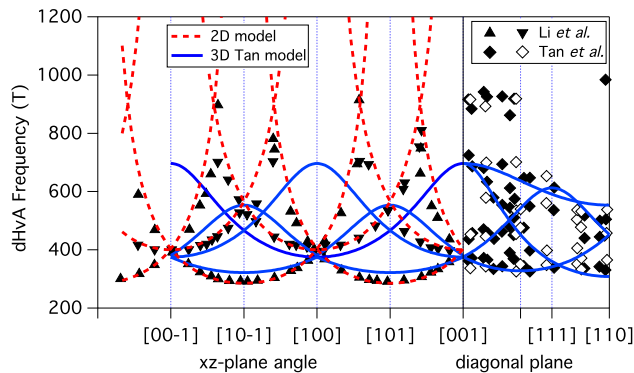 1200
1000
800
600
400
200
dHvA Frequency (T)
2D model
3D Tan model
Li et al.
Tan et al.
[00-1] [10-1] [100] [101] [001] [111] [110]
xz-plane angle diagonal plane